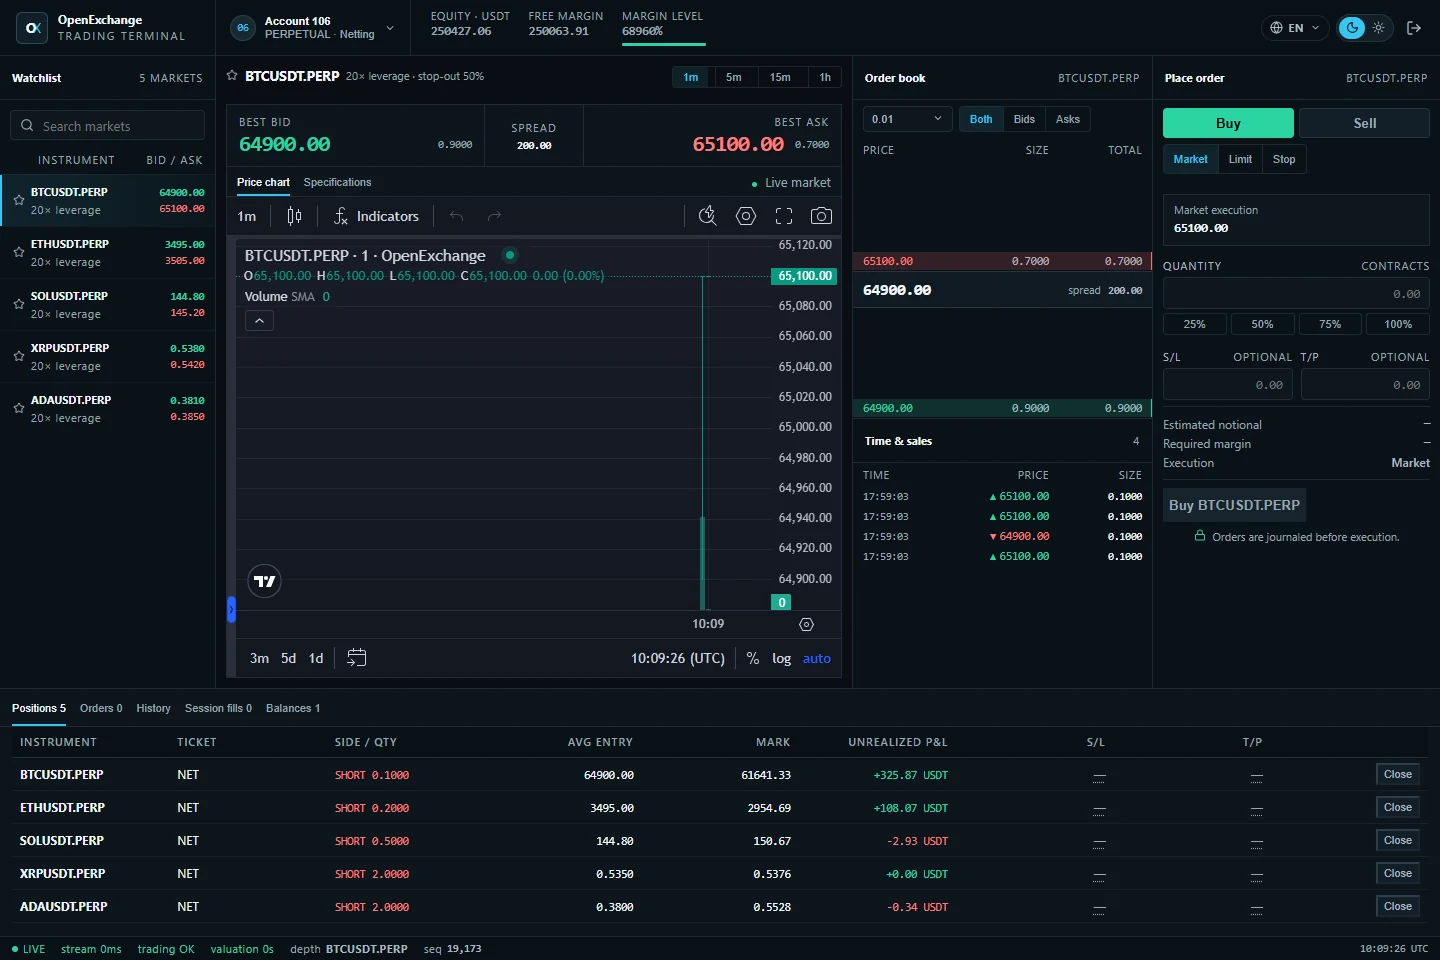 OX
OpenExchange
TRADING TERMINAL
06
Account 106
PERPETUAL · Netting
EQUITY · USDT
250427.06
FREE MARGIN
250063.91
MARGIN LEVEL
68960%
EN
Watchlist
5 MARKETS
Search markets
INSTRUMENT
BID / ASK
BTCUSDT.PERP
64900.00
20× leverage
65100.00
ETHUSDT.PERP
3495.00
20× leverage
3505.00
SOLUSDT.PERP
144.80
20× leverage
145.20
XRPUSDT.PERP
0.5380
20× leverage
0.5420
ADAUSDT.PERP
0.3810
20× leverage
0.3850
BTCUSDT.PERP 20× leverage · stop-out 50%
1m 5m 15m 1h
BEST BID
64900.00
0.9000
SPREAD
200.00
BEST ASK
65100.00 0.7000
Price chart
Specifications
Live market
1m
Indicators
BTCUSDT.PERP · 1 · OpenExchange
O65,100.00 H65,100.00 L65,100.00 C65,100.00 0.00 (0.00%)
Volume SMA 0
65,120.00
65,100.00
65,080.00
65,060.00
65,040.00
65,020.00
65,000.00
64,980.00
64,960.00
64,940.00
64,920.00
64,900.00
0
10:09
3m 5d 1d
10:09:26 (UTC)
% log auto
Order book
BTCUSDT.PERP
0.01
Both Bids Asks
PRICE SIZE TOTAL
65100.00 0.7000 0.7000
64900.00 spread 200.00
64900.00 0.9000 0.9000
Time & sales
4
TIME PRICE SIZE
17:59:03 ▲ 65100.00 0.1000
17:59:03 ▲ 65100.00 0.1000
17:59:03 ▼ 64900.00 0.1000
17:59:03 ▲ 65100.00 0.1000
Place order
BTCUSDT.PERP
Buy Sell
Market Limit Stop
Market execution
65100.00
QUANTITY CONTRACTS
0.00
25% 50% 75% 100%
S/L OPTIONAL T/P OPTIONAL
0.00 0.00
Estimated notional –
Required margin –
Execution Market
Buy BTCUSDT.PERP
Orders are journaled before execution.
Positions 5 Orders 0 History Session fills 0 Balances 1
INSTRUMENT TICKET SIDE / QTY AVG ENTRY MARK UNREALIZED P&L S/L T/P
BTCUSDT.PERP NET SHORT 0.1000 64900.00 61641.33 +325.87 USDT — — Close
ETHUSDT.PERP NET SHORT 0.2000 3495.00 2954.69 +108.07 USDT — — Close
SOLUSDT.PERP NET SHORT 0.5000 144.80 150.67 -2.93 USDT — — Close
XRPUSDT.PERP NET SHORT 2.0000 0.5350 0.5376 +0.00 USDT — — Close
ADAUSDT.PERP NET SHORT 2.0000 0.3800 0.5528 -0.34 USDT — — Close
LIVE stream 0ms trading OK valuation 0s depth BTCUSDT.PERP seq 19,173
10:09:26 UTC